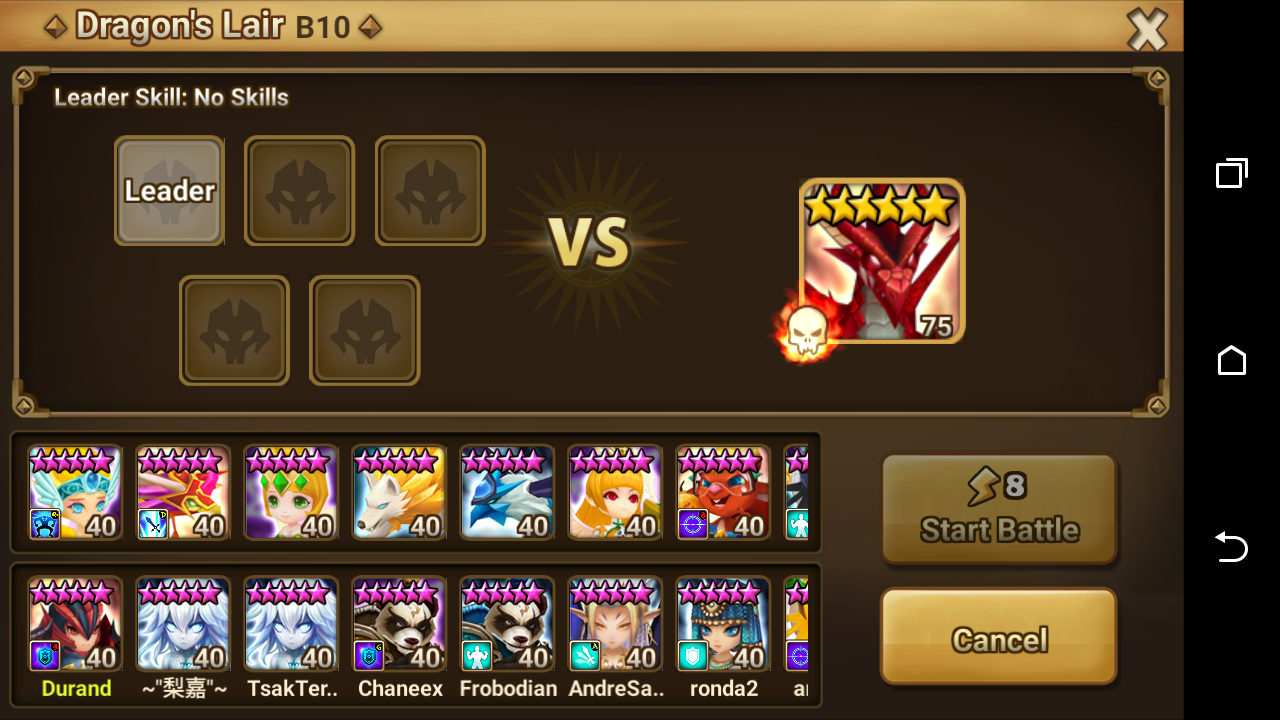 Dragon's Lair B10
Leader Skill: No Skills
Leader
VS
75
40 40 40 40 40 40 40
8
Start Battle
40 40 40 40 40 40 40
Cancel
Durand ~"梨嘉"~ TsakTer.. Chaneex Frobodian AndreSa.. ronda2